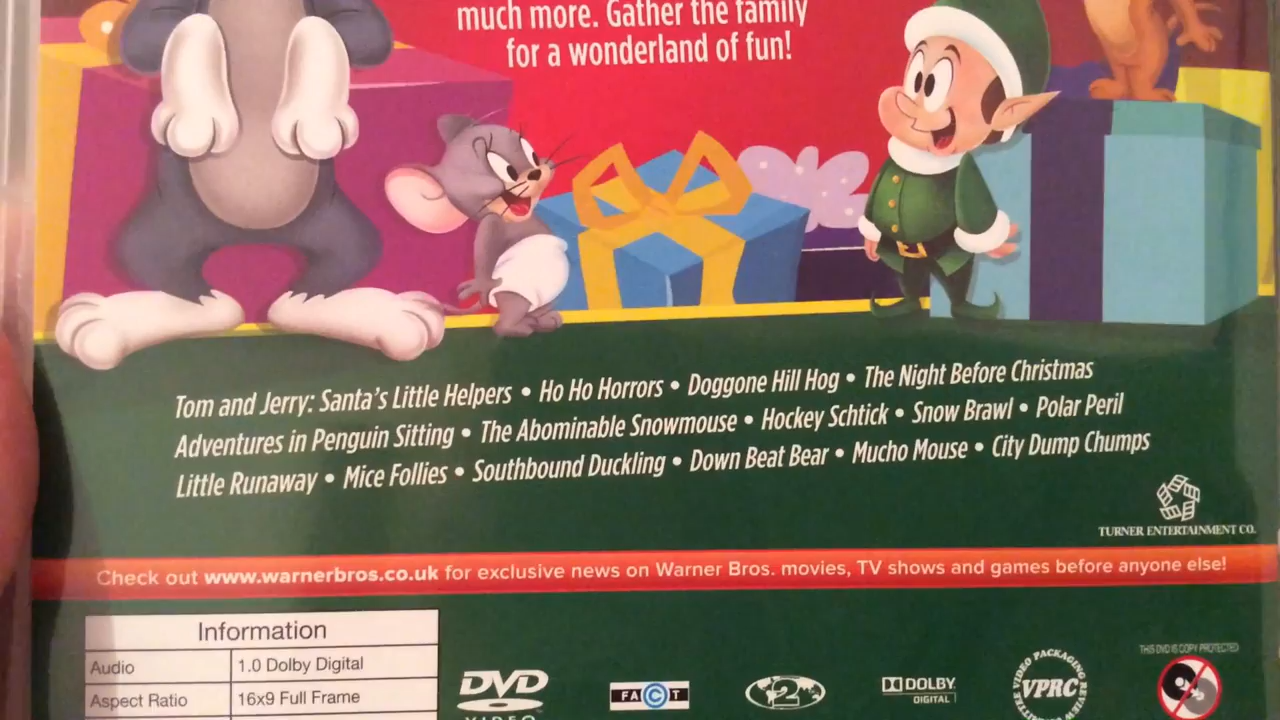 much more. Gather the family
for a wonderland of fun!
Tom and Jerry: Santa's Little Helpers • Ho Ho Horrors • Doggone Hill Hog • The Night Before Christmas
Adventures in Penguin Sitting • The Abominable Snowmouse • Hockey Schtick • Snow Brawl • Polar Peril
Little Runaway • Mice Follies • Southbound Duckling • Down Beat Bear • Mucho Mouse • City Dump Chumps
TURNER ENTERTAINMENT CO.
Check out www.warnerbros.co.uk for exclusive news on Warner Bros. movies, TV shows and games before anyone else!
Information
Audio 1.0 Dolby Digital
Aspect Ratio 16x9 Full Frame
DVD
VIDEO
FACT
2
DOLBY
DIGITAL
VIDEO PACKAGING
VPRC
THIS DVD IS COPY PROTECTED